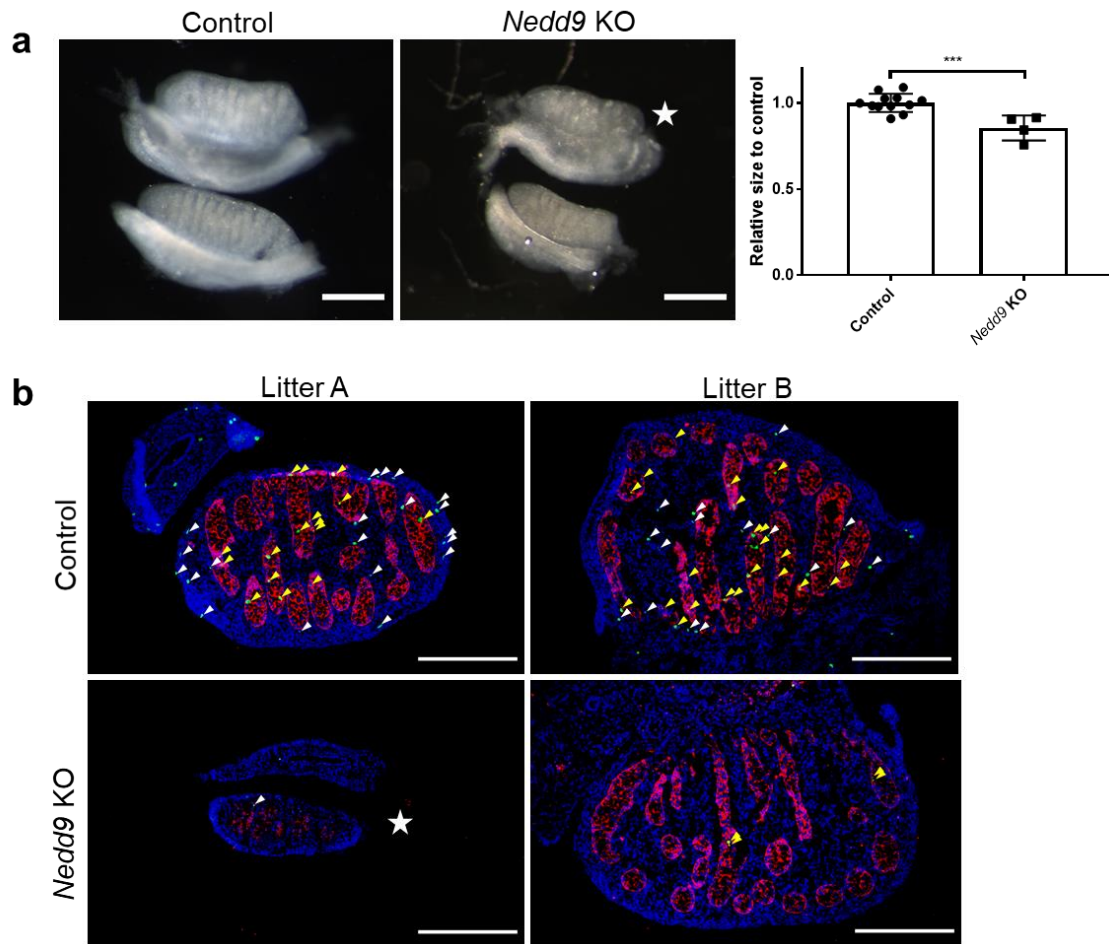 a
Control
Nedd9 KO
Relative size to control
***
1.0
0.5
0.0
Control
Nedd9 KO
b
Litter A
Litter B
Control
Nedd9 KO